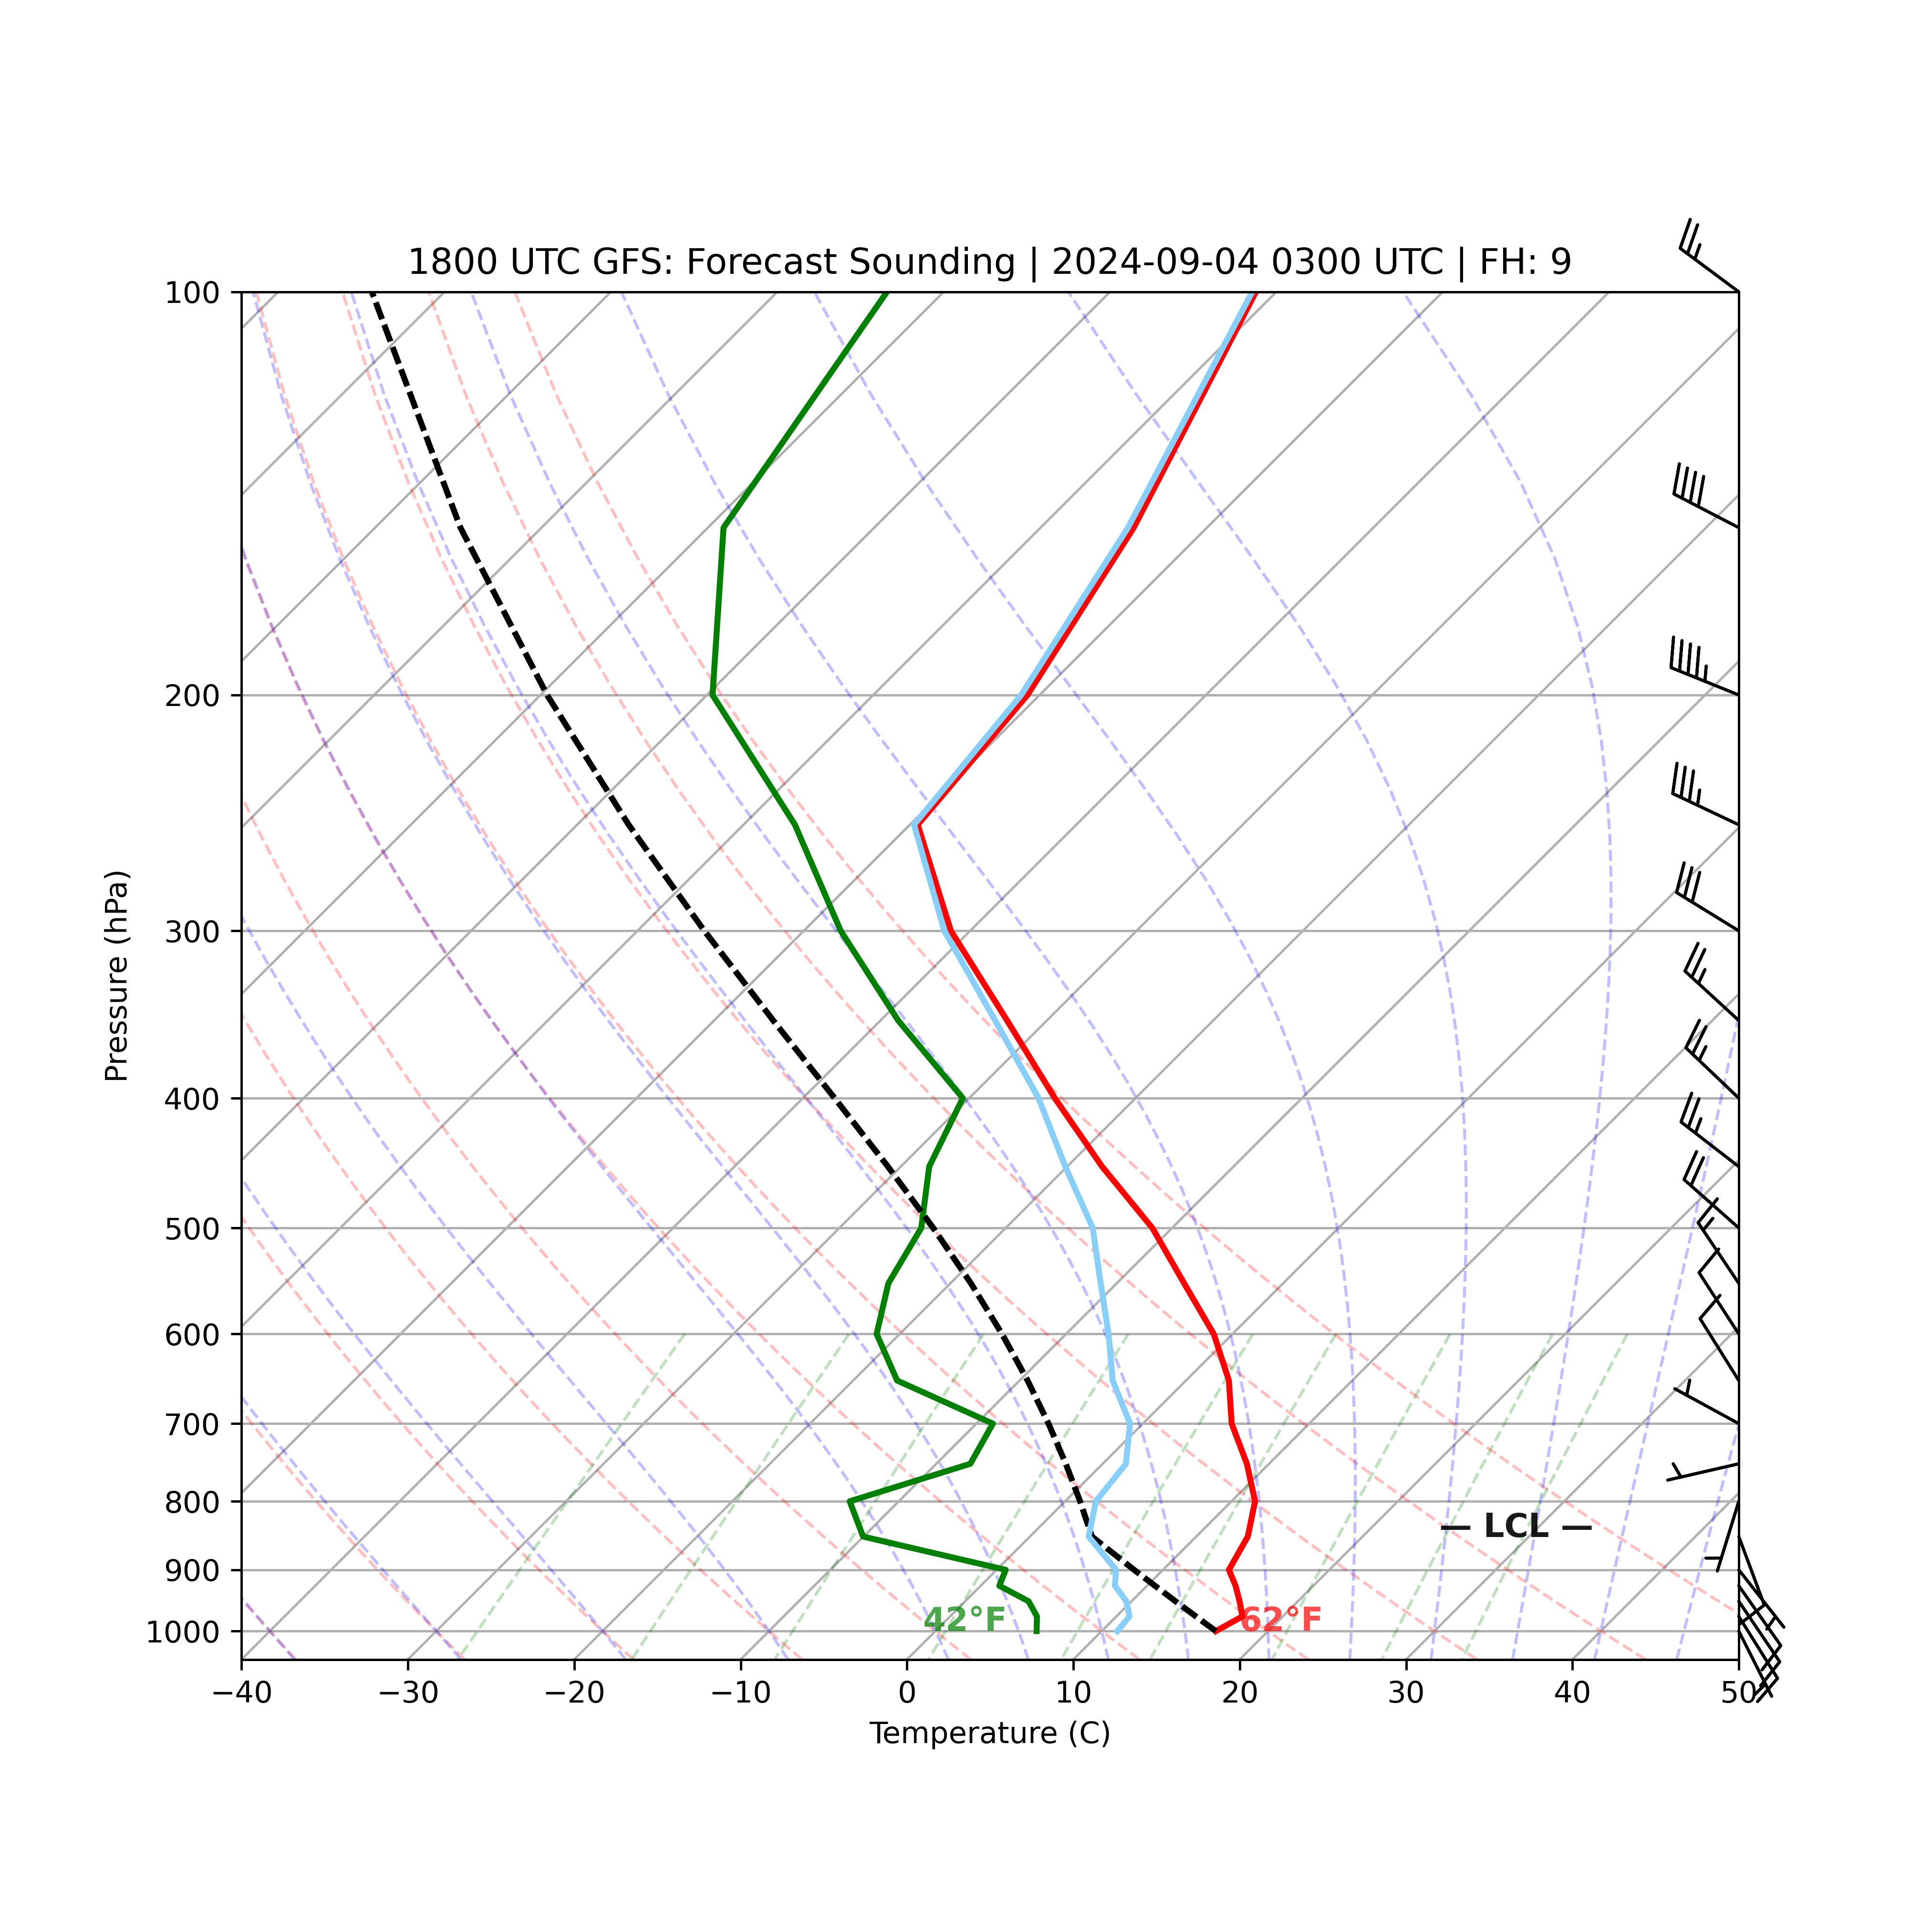 1800 UTC GFS: Forecast Sounding | 2024-09-04 0300 UTC | FH: 9
100
200
300
400
500
600
700
800
900
1000
Pressure (hPa)
— LCL —
42°F
62°F
−40 −30 −20 −10 0 10 20 30 40 50
Temperature (C)